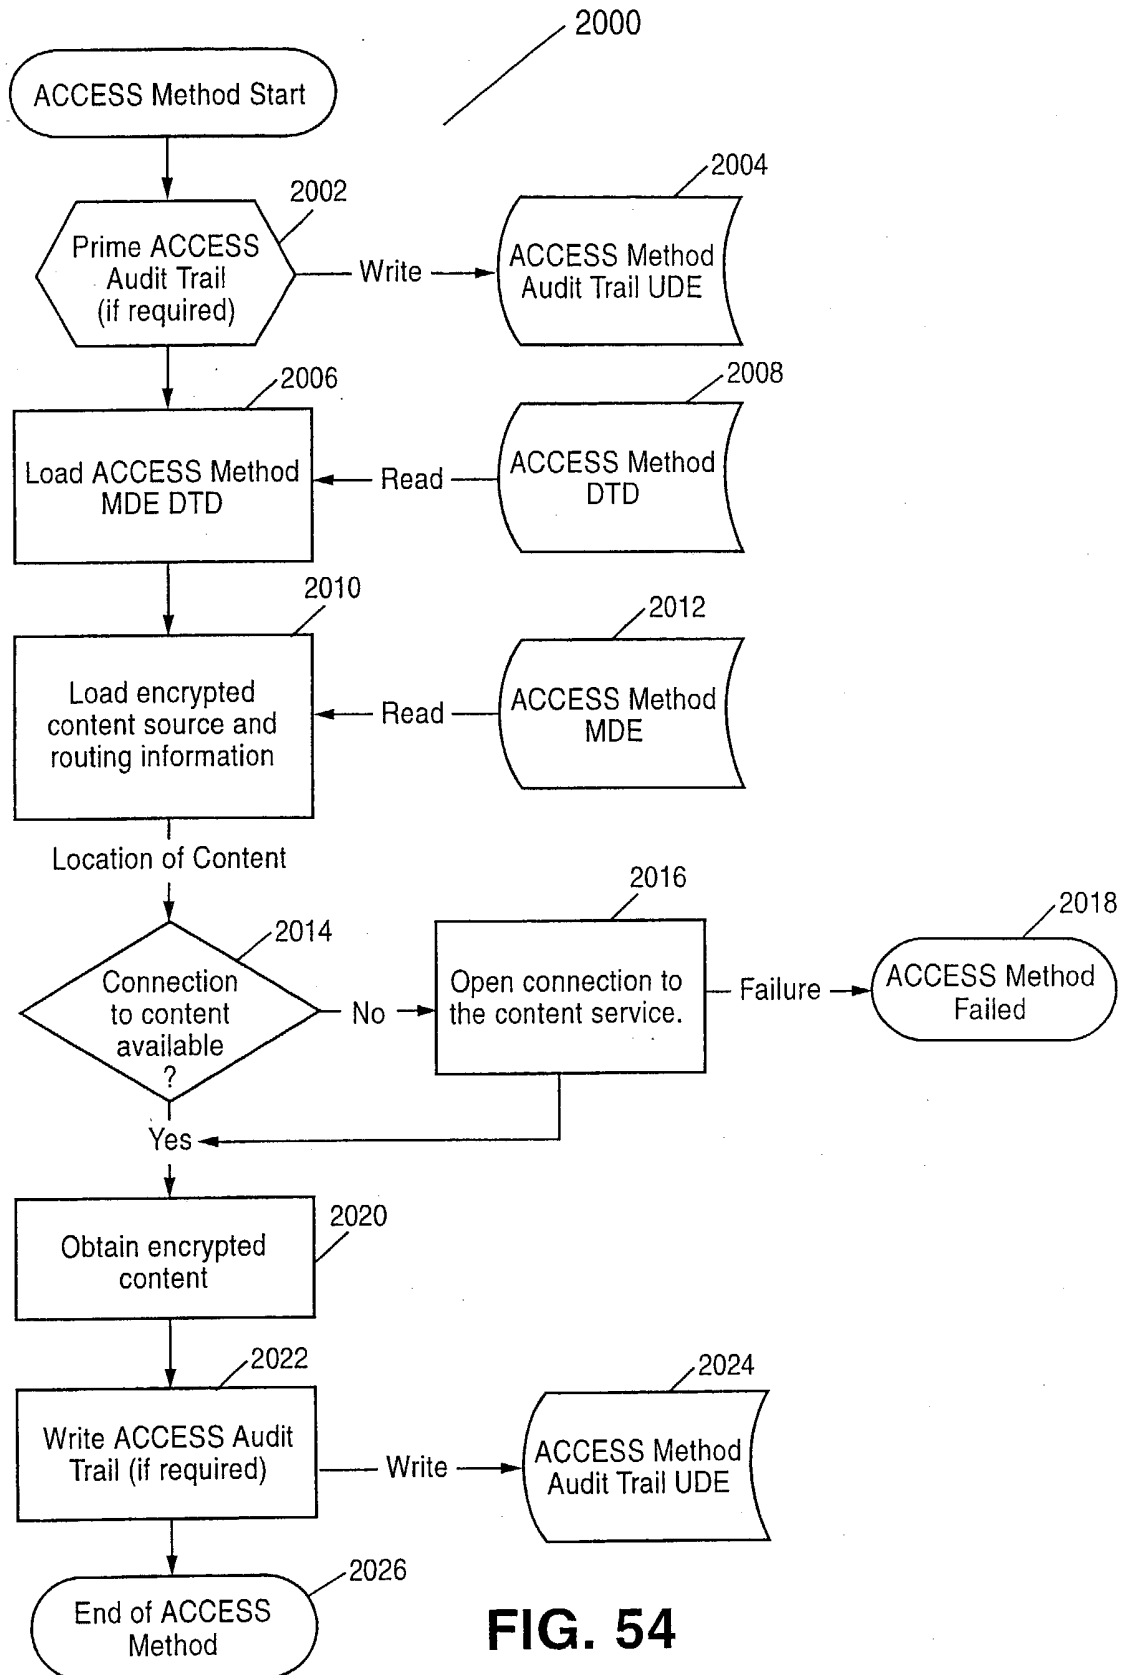 2000
ACCESS Method Start
2002
2004
Prime ACCESS
Audit Trail
(if required)
Write
ACCESS Method
Audit Trail UDE
2006
2008
Load ACCESS Method
MDE DTD
Read
ACCESS Method
DTD
2010
2012
Load encrypted
content source and
routing information
Read
ACCESS Method
MDE
Location of Content
2014
2016
2018
Connection
to content
available
?
No
Open connection to
the content service.
Failure
ACCESS Method
Failed
Yes
2020
Obtain encrypted
content
2022
2024
Write ACCESS Audit
Trail (if required)
Write
ACCESS Method
Audit Trail UDE
2026
End of ACCESS
Method
FIG. 54